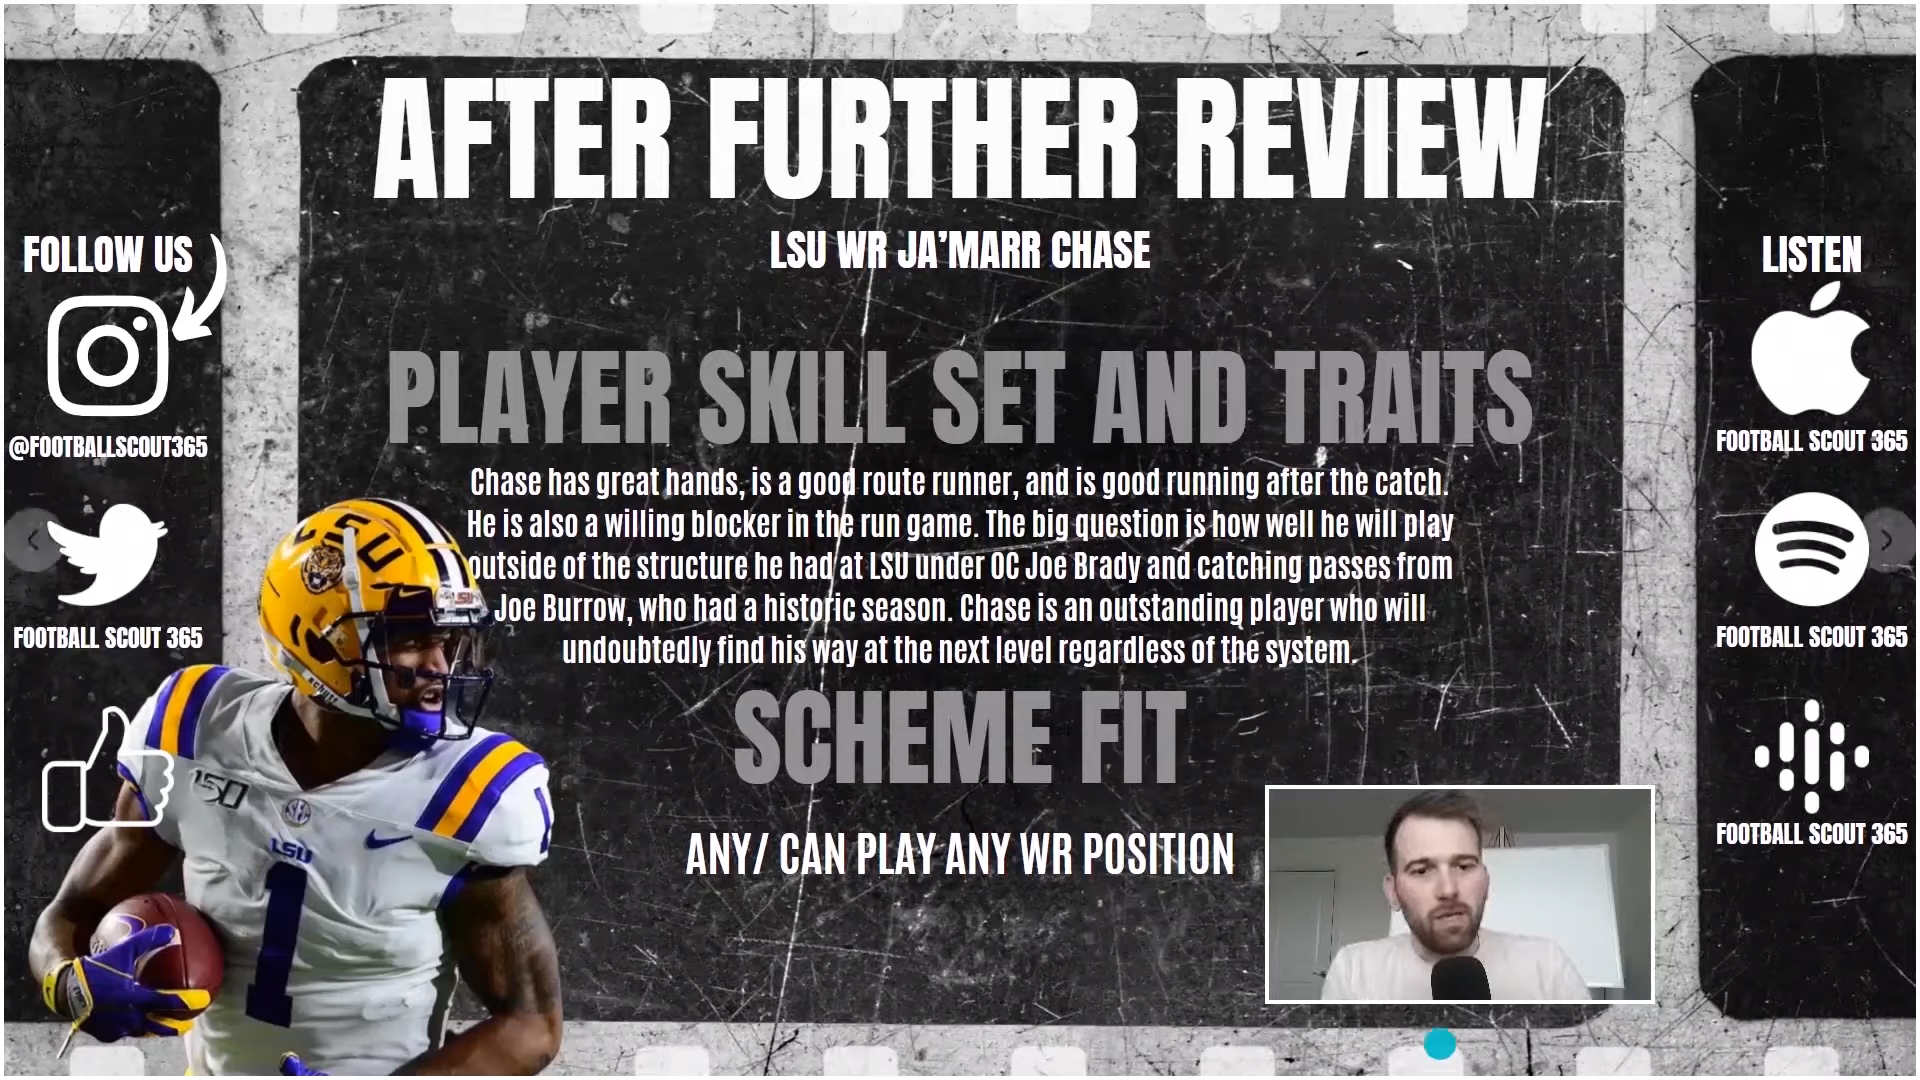 AFTER FURTHER REVIEW
LSU WR JA'MARR CHASE
FOLLOW US
@FOOTBALLSCOUT365
FOOTBALL SCOUT 365
LISTEN
FOOTBALL SCOUT 365
FOOTBALL SCOUT 365
FOOTBALL SCOUT 365
PLAYER SKILL SET AND TRAITS
Chase has great hands, is a good route runner, and is good running after the catch.
He is also a willing blocker in the run game. The big question is how well he will play
outside of the structure he had at LSU under OC Joe Brady and catching passes from
Joe Burrow, who had a historic season. Chase is an outstanding player who will
undoubtedly find his way at the next level regardless of the system.
SCHEME FIT
ANY/ CAN PLAY ANY WR POSITION
LSU
150
SEC
LSU
1
1